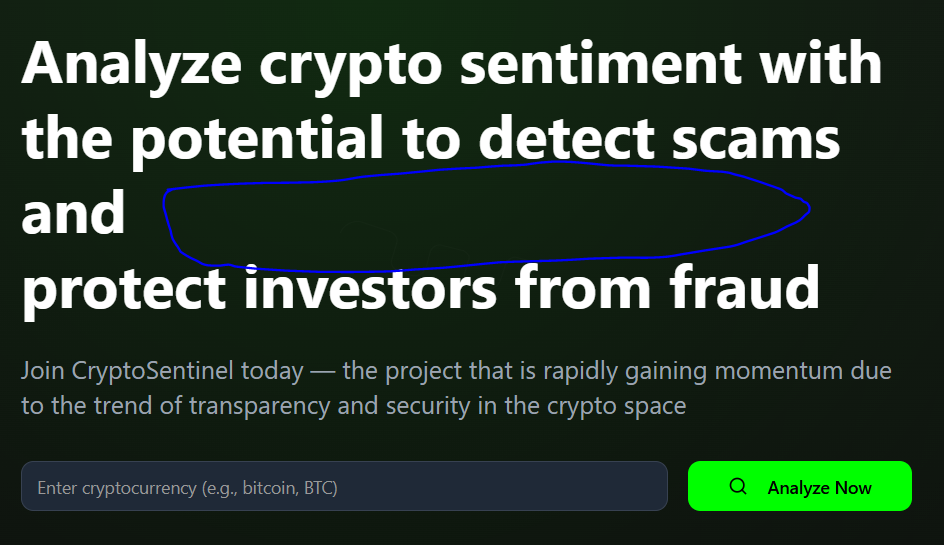 Analyze crypto sentiment with
the potential to detect scams
and
protect investors from fraud
Join CryptoSentinel today — the project that is rapidly gaining momentum due
to the trend of transparency and security in the crypto space
Enter cryptocurrency (e.g., bitcoin, BTC)
Analyze Now